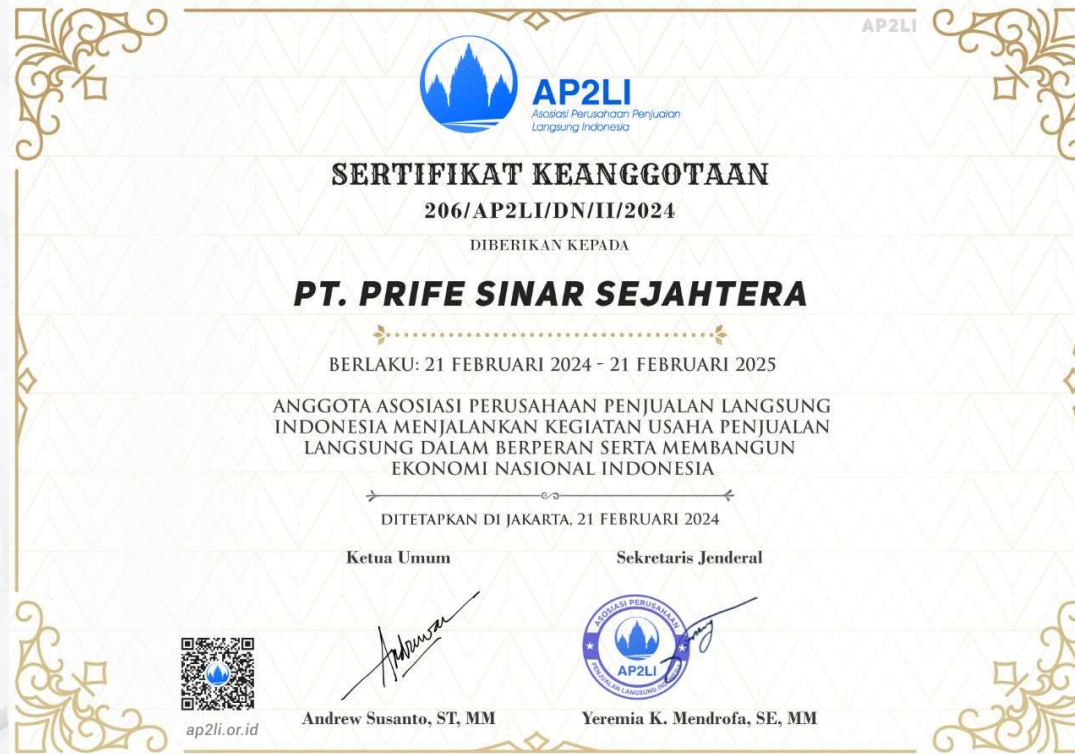 AP2LI
AP2LI
Asosiasi Perusahaan Penjualan
Langsung Indonesia
SERTIFIKAT KEANGGOTAAN
206/AP2LI/DN/II/2024
DIBERIKAN KEPADA
PT. PRIFE SINAR SEJAHTERA
BERLAKU: 21 FEBRUARI 2024 - 21 FEBRUARI 2025
ANGGOTA ASOSIASI PERUSAHAAN PENJUALAN LANGSUNG
INDONESIA MENJALANKAN KEGIATAN USAHA PENJUALAN
LANGSUNG DALAM BERPERAN SERTA MEMBANGUN
EKONOMI NASIONAL INDONESIA
DITETAPKAN DI JAKARTA, 21 FEBRUARI 2024
Ketua Umum
Sekretaris Jenderal
ASOSIASI PERUSAHAAN
AP2LI
PENJUALAN LANGSUNG
ap2li.or.id
Andrew Susanto, ST, MM
Yeremia K. Mendrofa, SE, MM